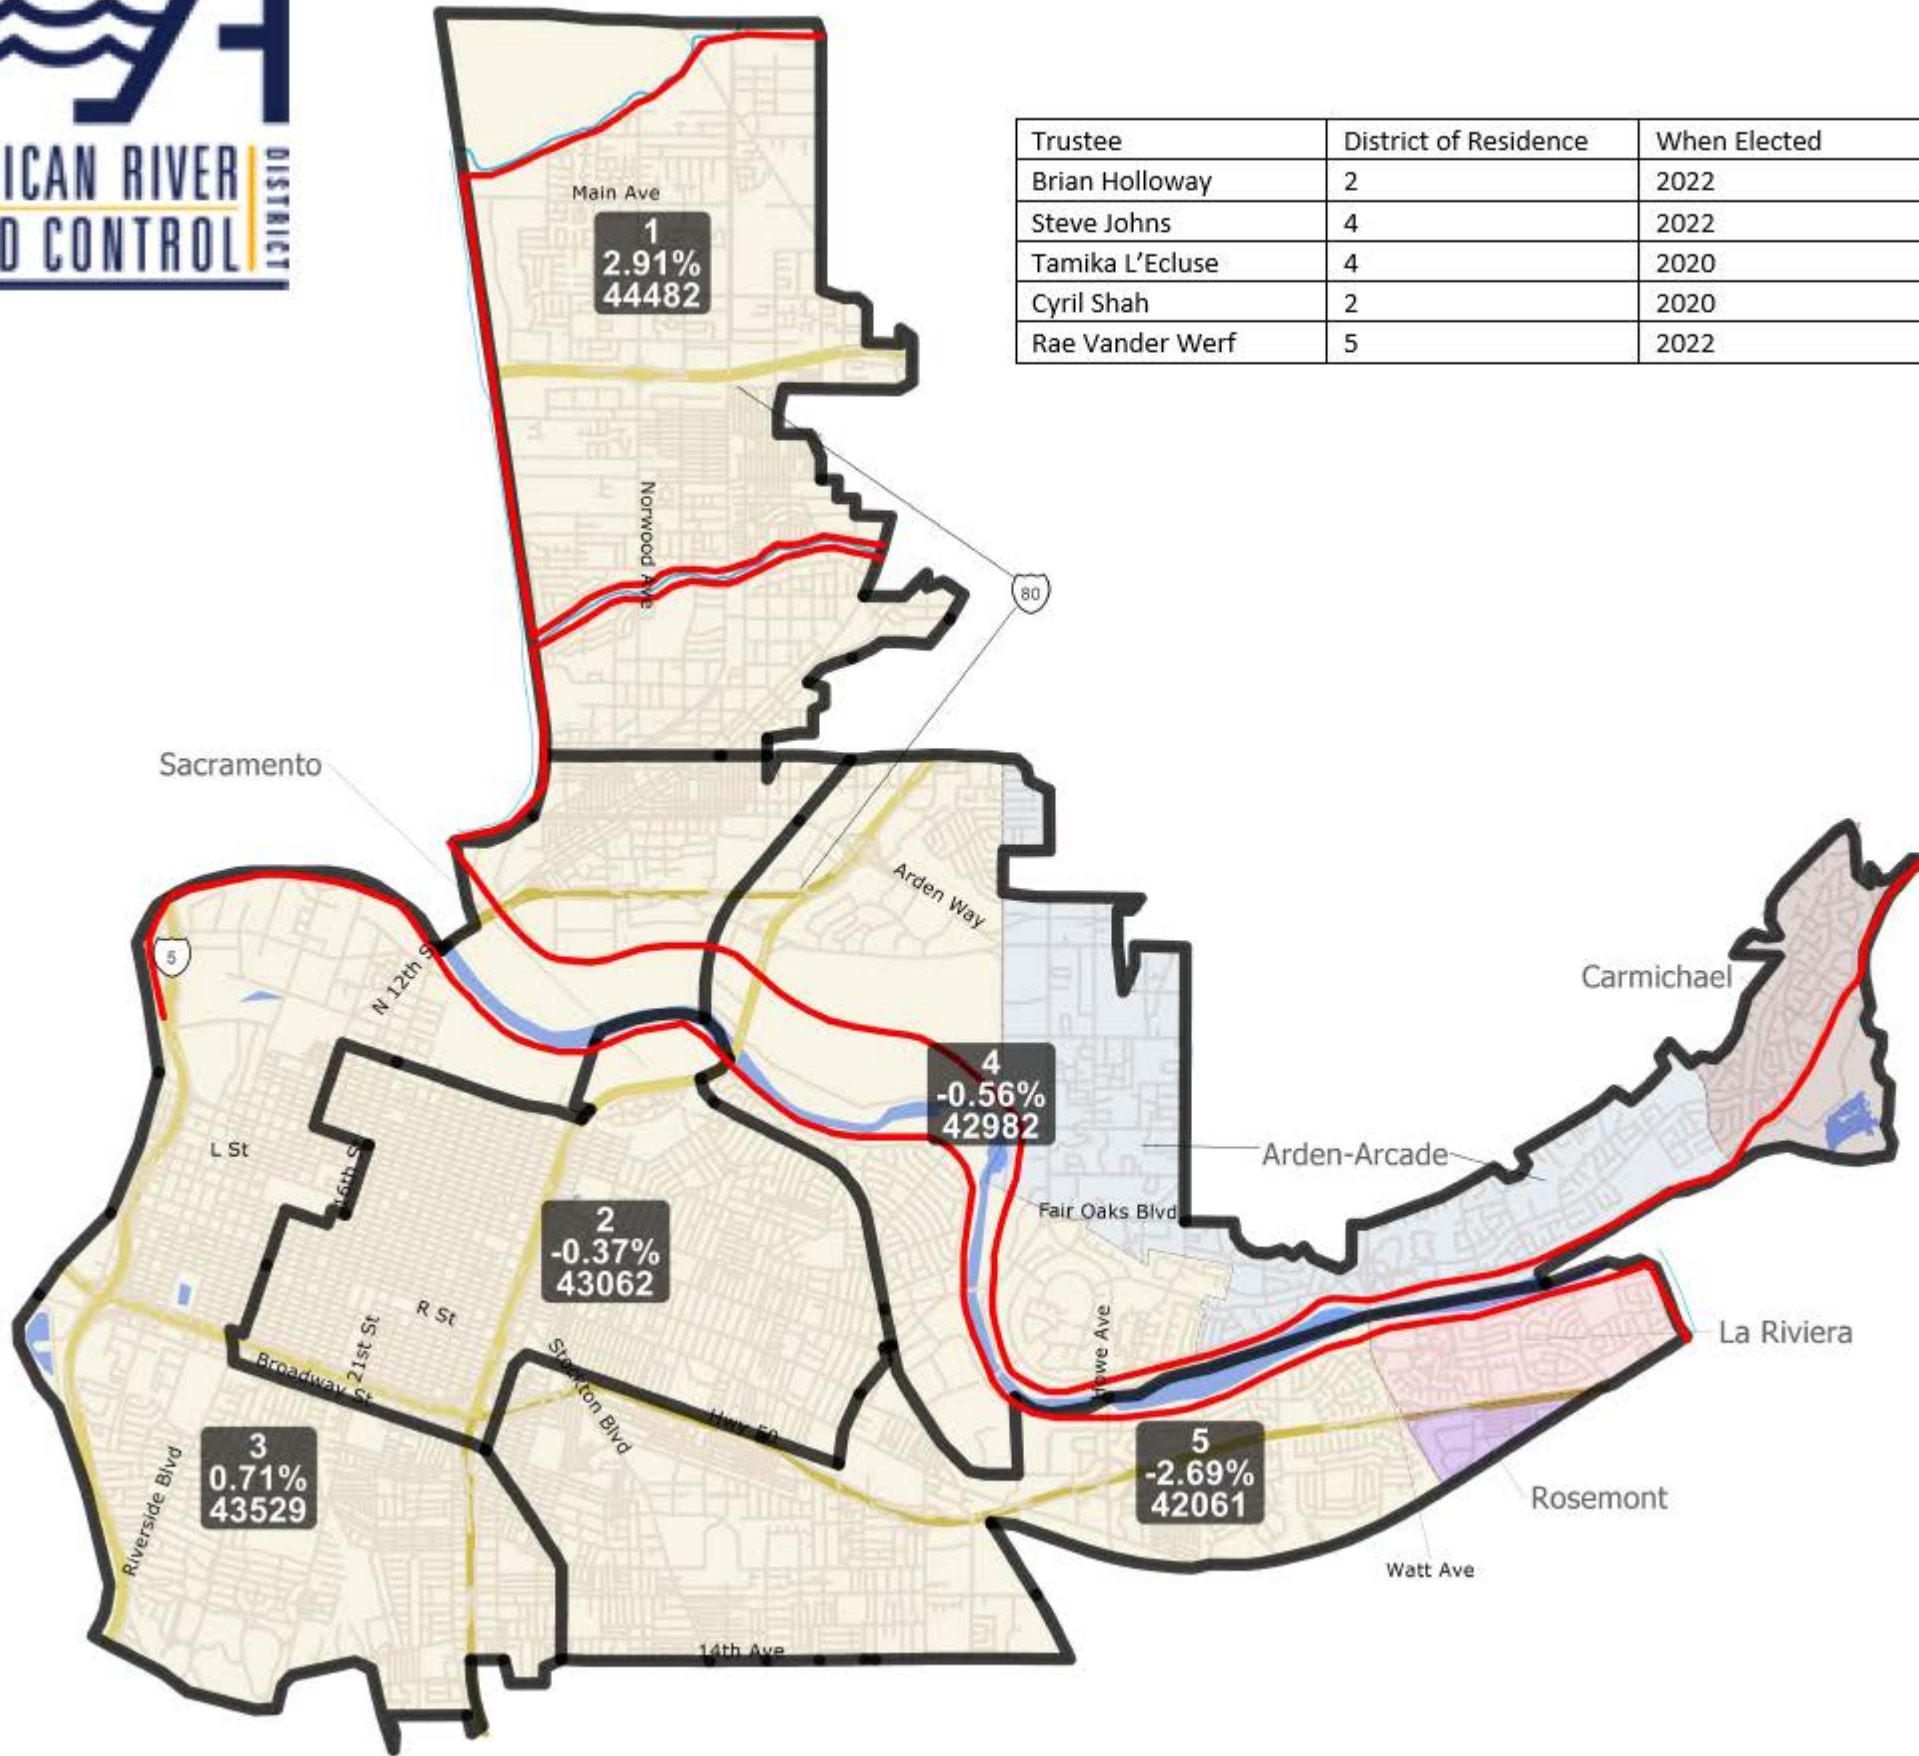 ICAN RIVER
D CONTROL
DISTRICT
Trustee District of Residence When Elected
Brian Holloway 2 2022
Steve Johns 4 2022
Tamika L’Ecluse 4 2020
Cyril Shah 2 2020
Rae Vander Werf 5 2022
Main Ave
1
2.91%
44482
Norwood Ave
80
Sacramento
Arden Way
5
N 12th S
Carmichael
4
-0.56%
42982
L St
16th St
Arden-Arcade
Fair Oaks Blvd
2
-0.37%
43062
R St
21st St
Howe Ave
La Riviera
Broadway St
Stockton Blvd
Hwy 50
3
0.71%
43529
5
-2.69%
42061
Riverside Blvd
Rosemont
Watt Ave
14th Ave